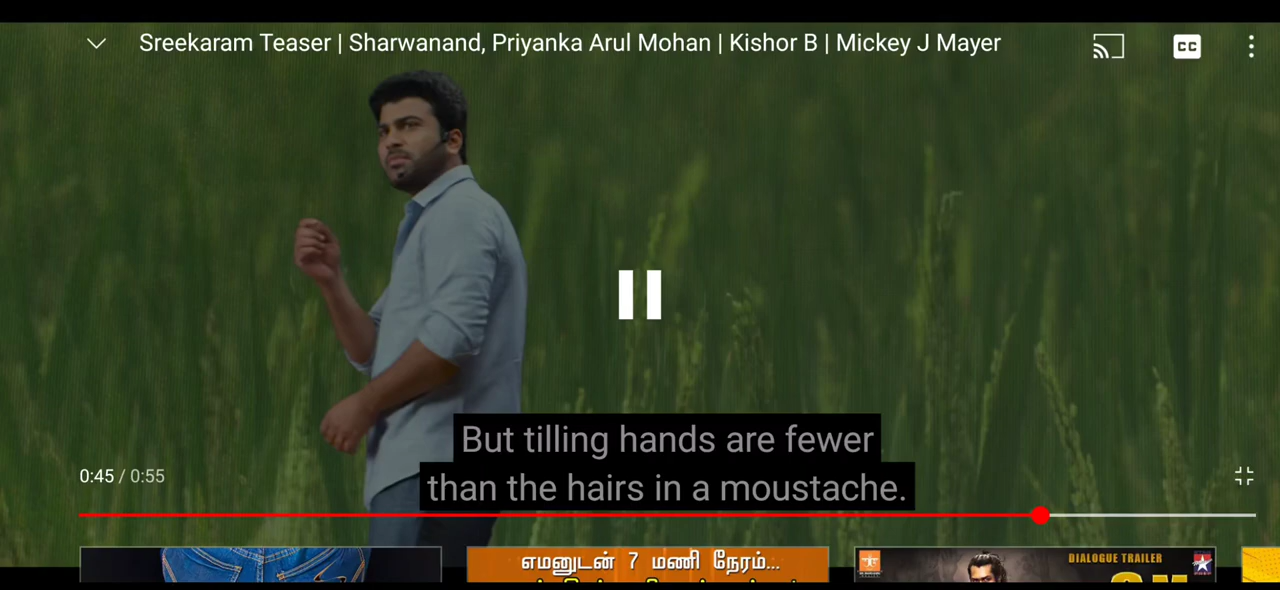 Sreekaram Teaser | Sharwanand, Priyanka Arul Mohan | Kishor B | Mickey J Mayer
CC
But tilling hands are fewer
than the hairs in a moustache.
0:45 / 0:55
எமனுடன் 7 மணி நேரம்...
DIALOGUE TRAILER